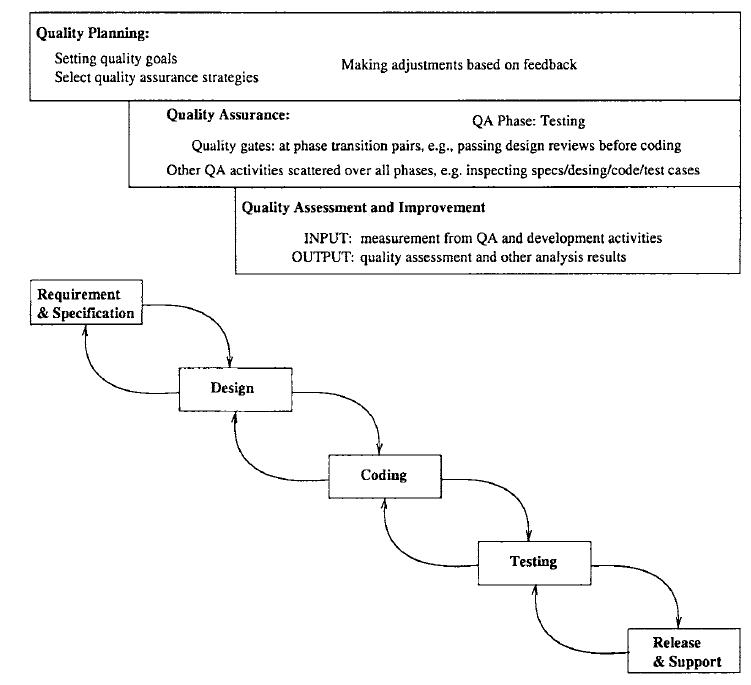 Quality Planning:
Setting quality goals
Select quality assurance strategies
Making adjustments based on feedback
Quality Assurance:
QA Phase: Testing
Quality gates: at phase transition pairs, e.g., passing design reviews before coding
Other QA activities scattered over all phases, e.g. inspecting specs/desing/code/test cases
Quality Assessment and Improvement
INPUT: measurement from QA and development activities
OUTPUT: quality assessment and other analysis results
Requirement
& Specification
Design
Coding
Testing
Release
& Support